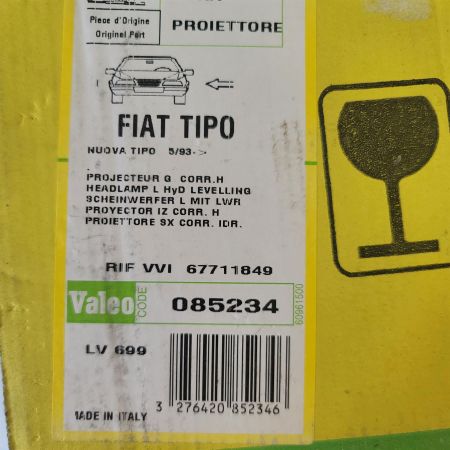 Piece d'Origine
Original Part
PROIETTORE
FIAT TIPO
NUOVA TIPO 5/93->
PROJECTEUR G CORR.H
HEADLAMP L HyD LEVELLING
SCHEINWERFER L MIT LWR
PROYECTOR IZ CORR. H
PROIETTORE SX CORR. IDR.
RIF VVI 67711849
Valeo
CODE
085234
60961500
LV 699
3 276420 852346
MADE IN ITALY